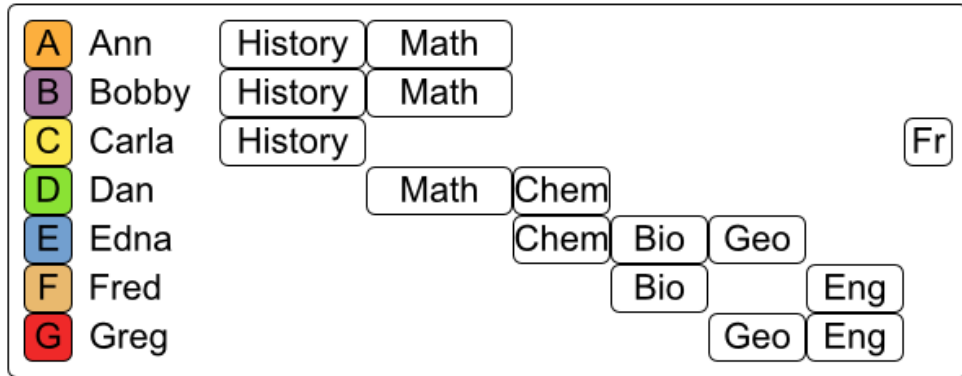 A Ann History Math
B Bobby History Math
C Carla History Fr
D Dan Math Chem
E Edna Chem Bio Geo
F Fred Bio Eng
G Greg Geo Eng